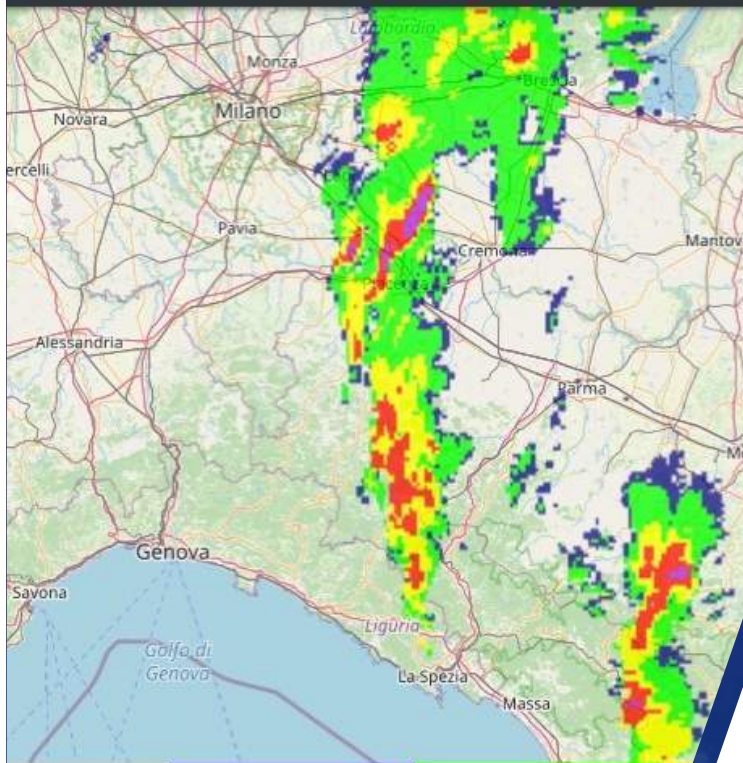 Lombardia
Monza
Brescia
Milano
Novara
ercelli
Pavia
Cremona
Mantov
Piacenza
Alessandria
Parma
Mo
Genova
Savona
Liguria
Golfo di
Genova
La Spezia
Massa